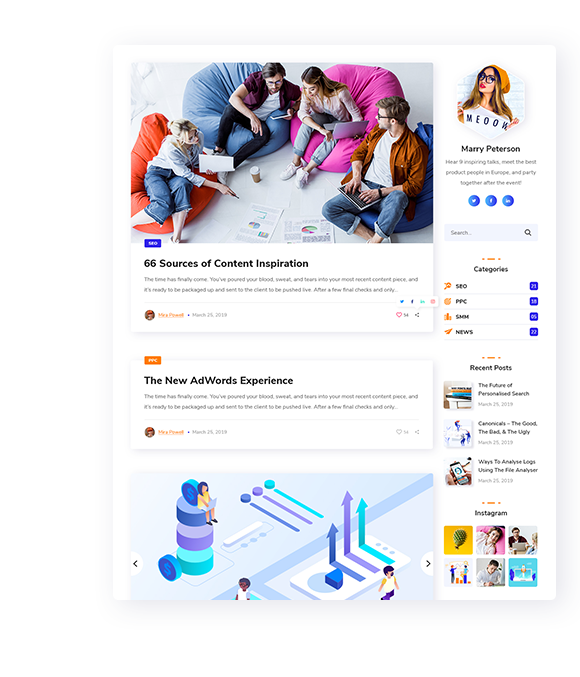 MEOOW
SEO
66 Sources of Content Inspiration
The time has finally come. You've poured your blood, sweat, and tears into your most recent content piece, and
it's ready to be packaged up and sent to the client to be pushed live. After a few final checks and only..
Mira Powell • March 25, 2019
54
PPC
The New AdWords Experience
The time has finally come. You've poured your blood, sweat, and tears into your most recent content piece, and
it's ready to be packaged up and sent to the client to be pushed live. After a few final checks and only..
Mira Powell • March 25, 2019
54
Marry Peterson
Hear 9 inspiring talks, meet the best
product people in Europe, and party
together after the event!
Search...
Categories
SEO 71
PPC 18
SMM 05
NEWS 22
Recent Posts
The Future of
Personalised Search
March 25, 2019
Canonicals – The Good,
The Bad, & The Ugly
March 25, 2019
Ways To Analyse Logs
Using The File Analyser
March 25, 2019
Instagram